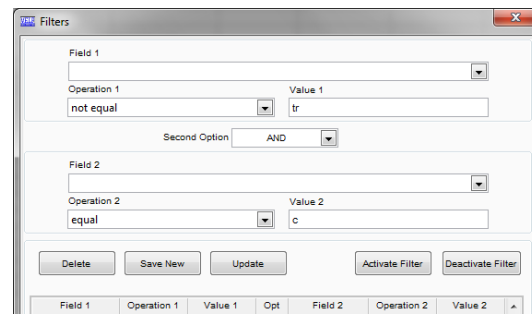 Filters
Field 1
Operation 1 Value 1
not equal tr
Second Option AND
Field 2
Operation 2 Value 2
equal c
Delete Save New Update Activate Filter Deactivate Filter
Field 1 Operation 1 Value 1 Opt Field 2 Operation 2 Value 2